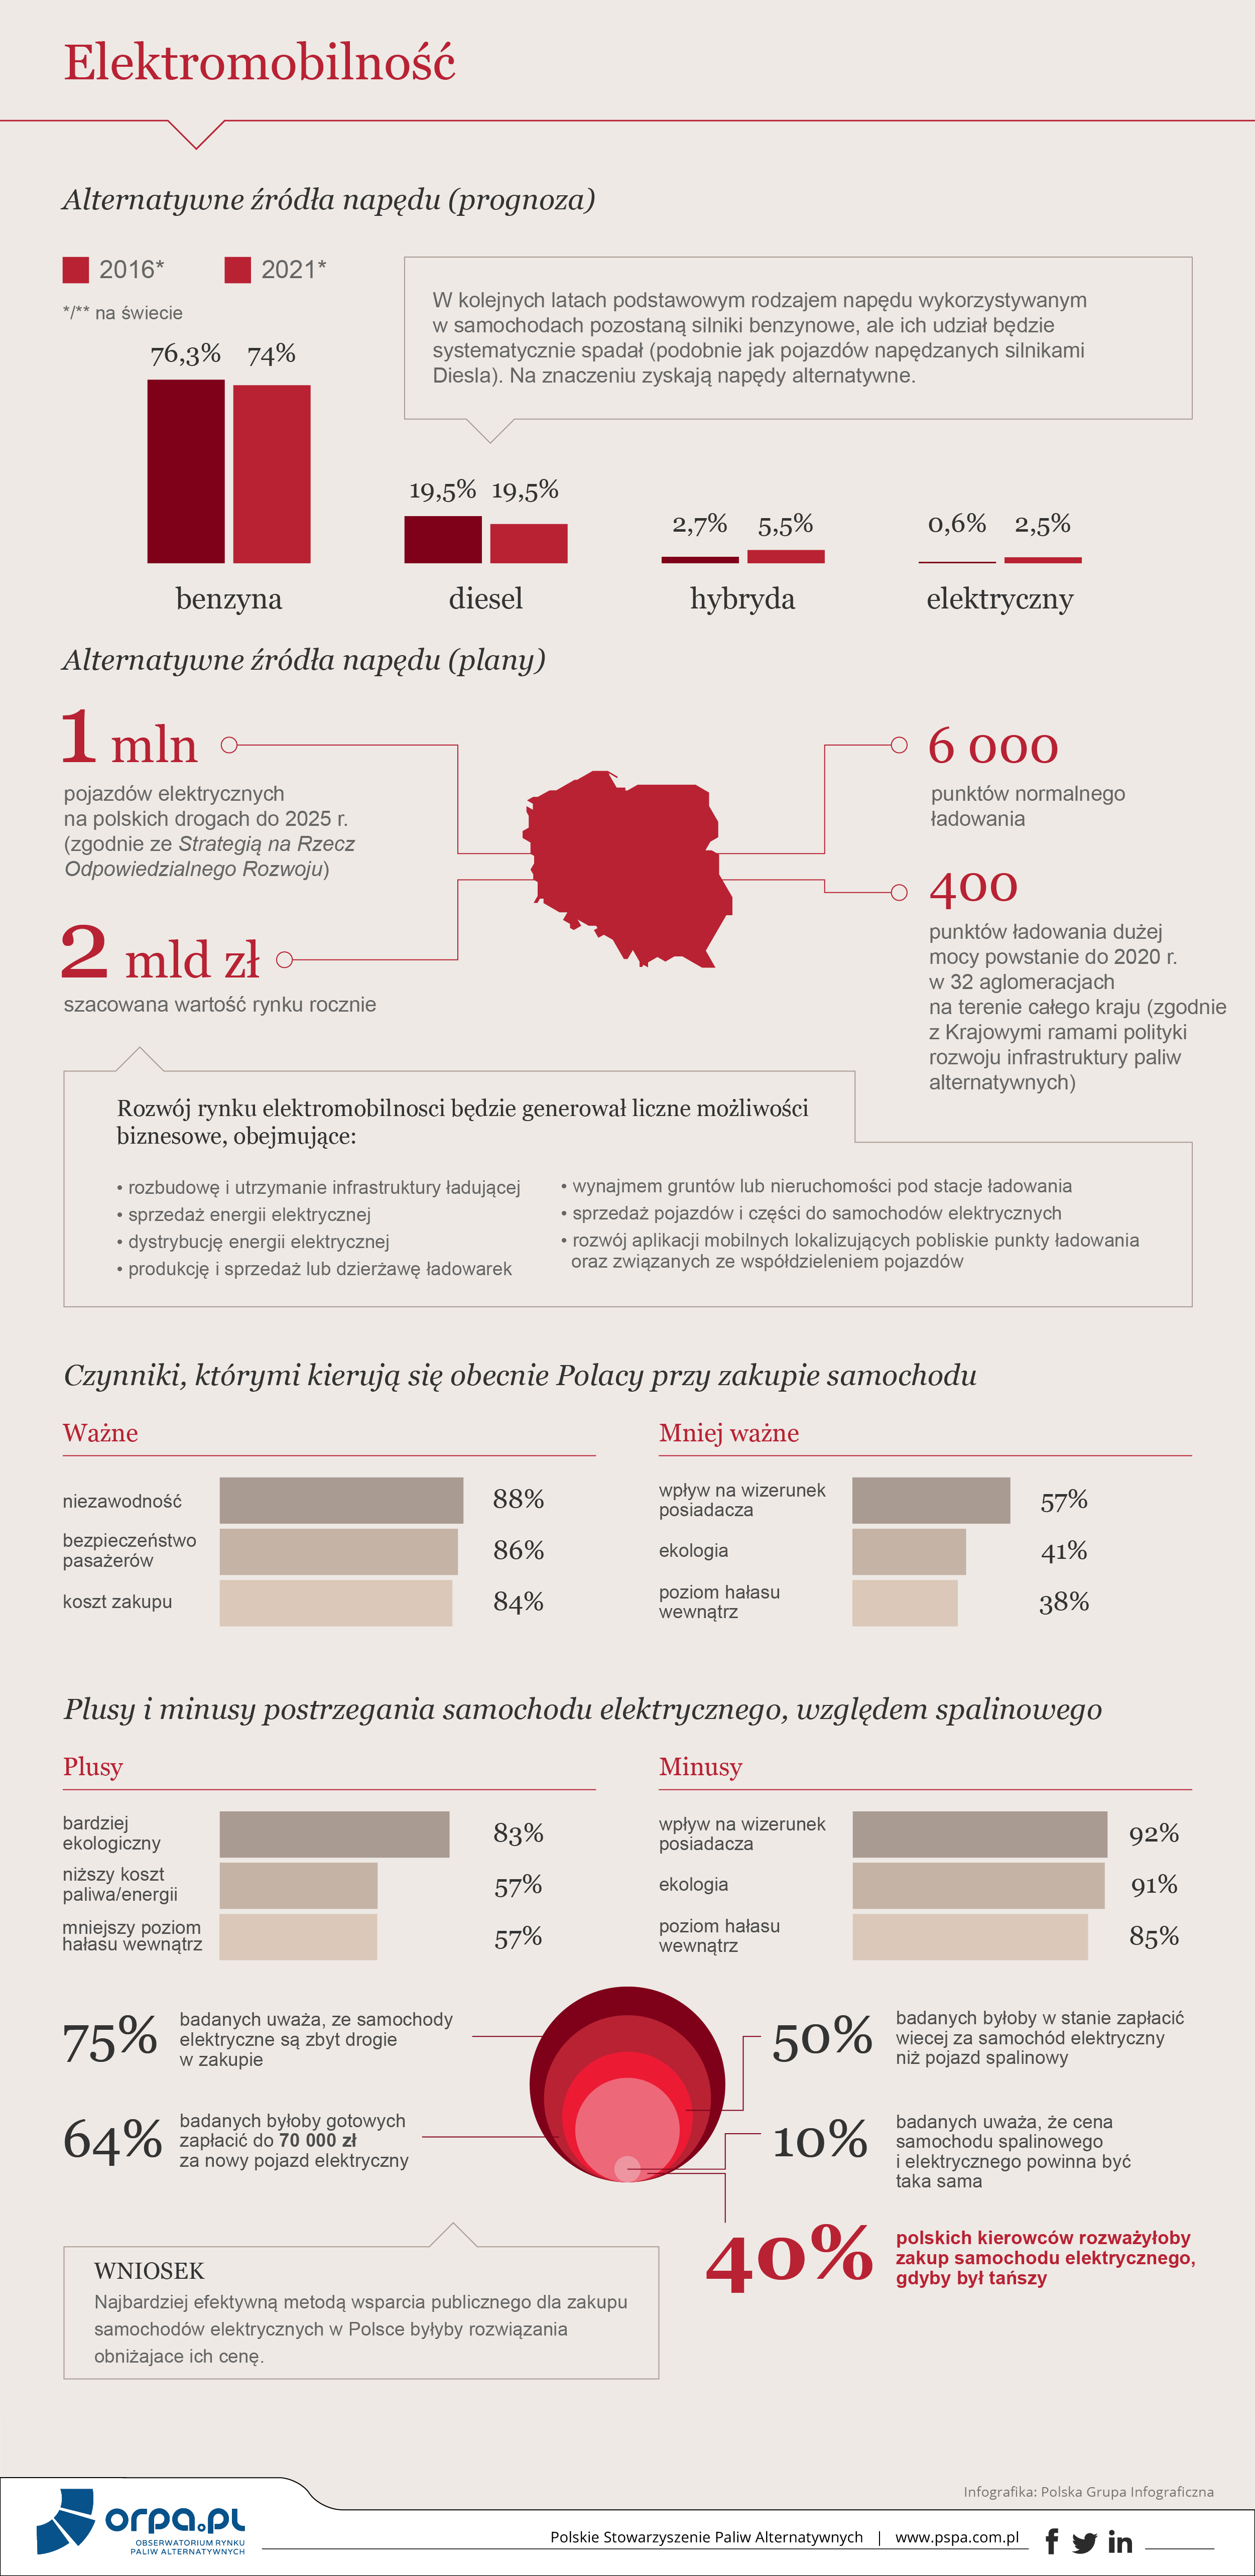 Elektromobilność
Alternatywne źródła napędu (prognoza)
2016* 2021*
*/** na świecie
W kolejnych latach podstawowym rodzajem napędu wykorzystywanym
w samochodach pozostaną silniki benzynowe, ale ich udział będzie
systematycznie spadał (podobnie jak pojazdów napędzanych silnikami
Diesla). Na znaczeniu zyskają napędy alternatywne.
76,3% 74%
19,5% 19,5%
2,7% 5,5%
0,6% 2,5%
benzyna
diesel
hybryda
elektryczny
Alternatywne źródła napędu (plany)
1 mln
pojazdów elektrycznych
na polskich drogach do 2025 r.
(zgodnie ze Strategią na Rzecz
Odpowiedzialnego Rozwoju)
2 mld zł
szacowana wartość rynku rocznie
6 000
punktów normalnego
ładowania
400
punktów ładowania dużej
mocy powstanie do 2020 r.
w 32 aglomeracjach
na terenie całego kraju (zgodnie
z Krajowymi ramami polityki
rozwoju infrastruktury paliw
alternatywnych)
Rozwój rynku elektromobilnosci będzie generował liczne możliwości
biznesowe, obejmujące:
• rozbudowę i utrzymanie infrastruktury ładującej
• sprzedaż energii elektrycznej
• dystrybucję energii elektrycznej
• produkcję i sprzedaż lub dzierżawę ładowarek
• wynajmem gruntów lub nieruchomości pod stacje ładowania
• sprzedaż pojazdów i części do samochodów elektrycznych
• rozwój aplikacji mobilnych lokalizujących pobliskie punkty ładowania
oraz związanych ze współdzieleniem pojazdów
Czynniki, którymi kierują się obecnie Polacy przy zakupie samochodu
Ważne
niezawodność 88%
bezpieczeństwo
pasażerów 86%
koszt zakupu 84%
Mniej ważne
wpływ na wizerunek
posiadacza 57%
ekologia 41%
poziom hałasu
wewnątrz 38%
Plusy i minusy postrzegania samochodu elektrycznego, względem spalinowego
Plusy
bardziej
ekologiczny 83%
niższy koszt
paliwa/energii 57%
mniejszy poziom
hałasu wewnątrz 57%
Minusy
wpływ na wizerunek
posiadacza 92%
ekologia 91%
poziom hałasu
wewnątrz 85%
75%
badanych uważa, ze samochody
elektryczne są zbyt drogie
w zakupie
64%
badanych byłoby gotowych
zapłacić do 70 000 zł
za nowy pojazd elektryczny
50%
badanych byłoby w stanie zapłacić
wiecej za samochód elektryczny
niż pojazd spalinowy
10%
badanych uważa, że cena
samochodu spalinowego
i elektrycznego powinna być
taka sama
40%
polskich kierowców rozważyłoby
zakup samochodu elektrycznego,
gdyby był tańszy
WNIOSEK
Najbardziej efektywną metodą wsparcia publicznego dla zakupu
samochodów elektrycznych w Polsce byłyby rozwiązania
obniżajace ich cenę.
Infografika: Polska Grupa Infograficzna
orpa.pl
OBSERWATORIUM RYNKU
PALIW ALTERNATYWNYCH
Polskie Stowarzyszenie Paliw Alternatywnych | www.pspa.com.pl